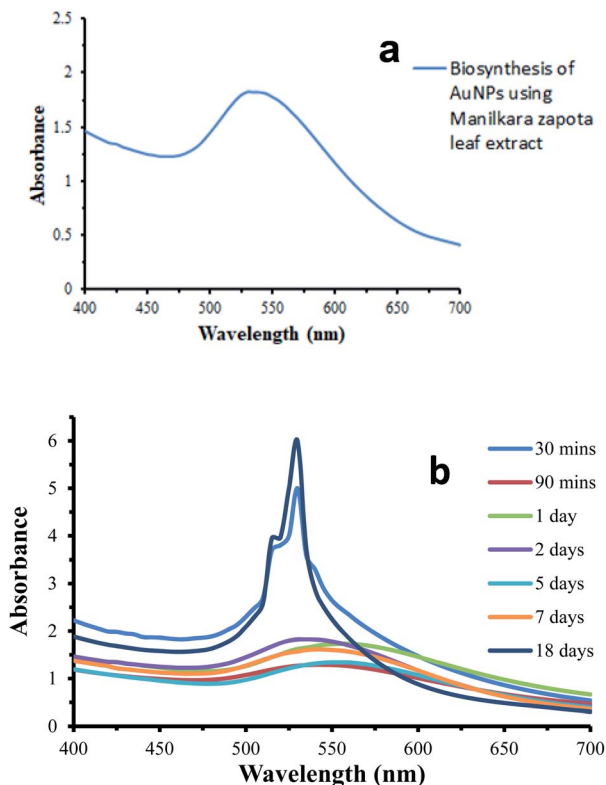 2.5
a
Biosynthesis of
AuNPs using
Manilkara zapota
leaf extract
2
1.5
1
0.5
0
Absorbance
400 450 500 550 600 650 700
Wavelength (nm)
b
6
5
4
3
2
1
0
Absorbance
30 mins
90 mins
1 day
2 days
5 days
7 days
18 days
400 450 500 550 600 650 700
Wavelength (nm)